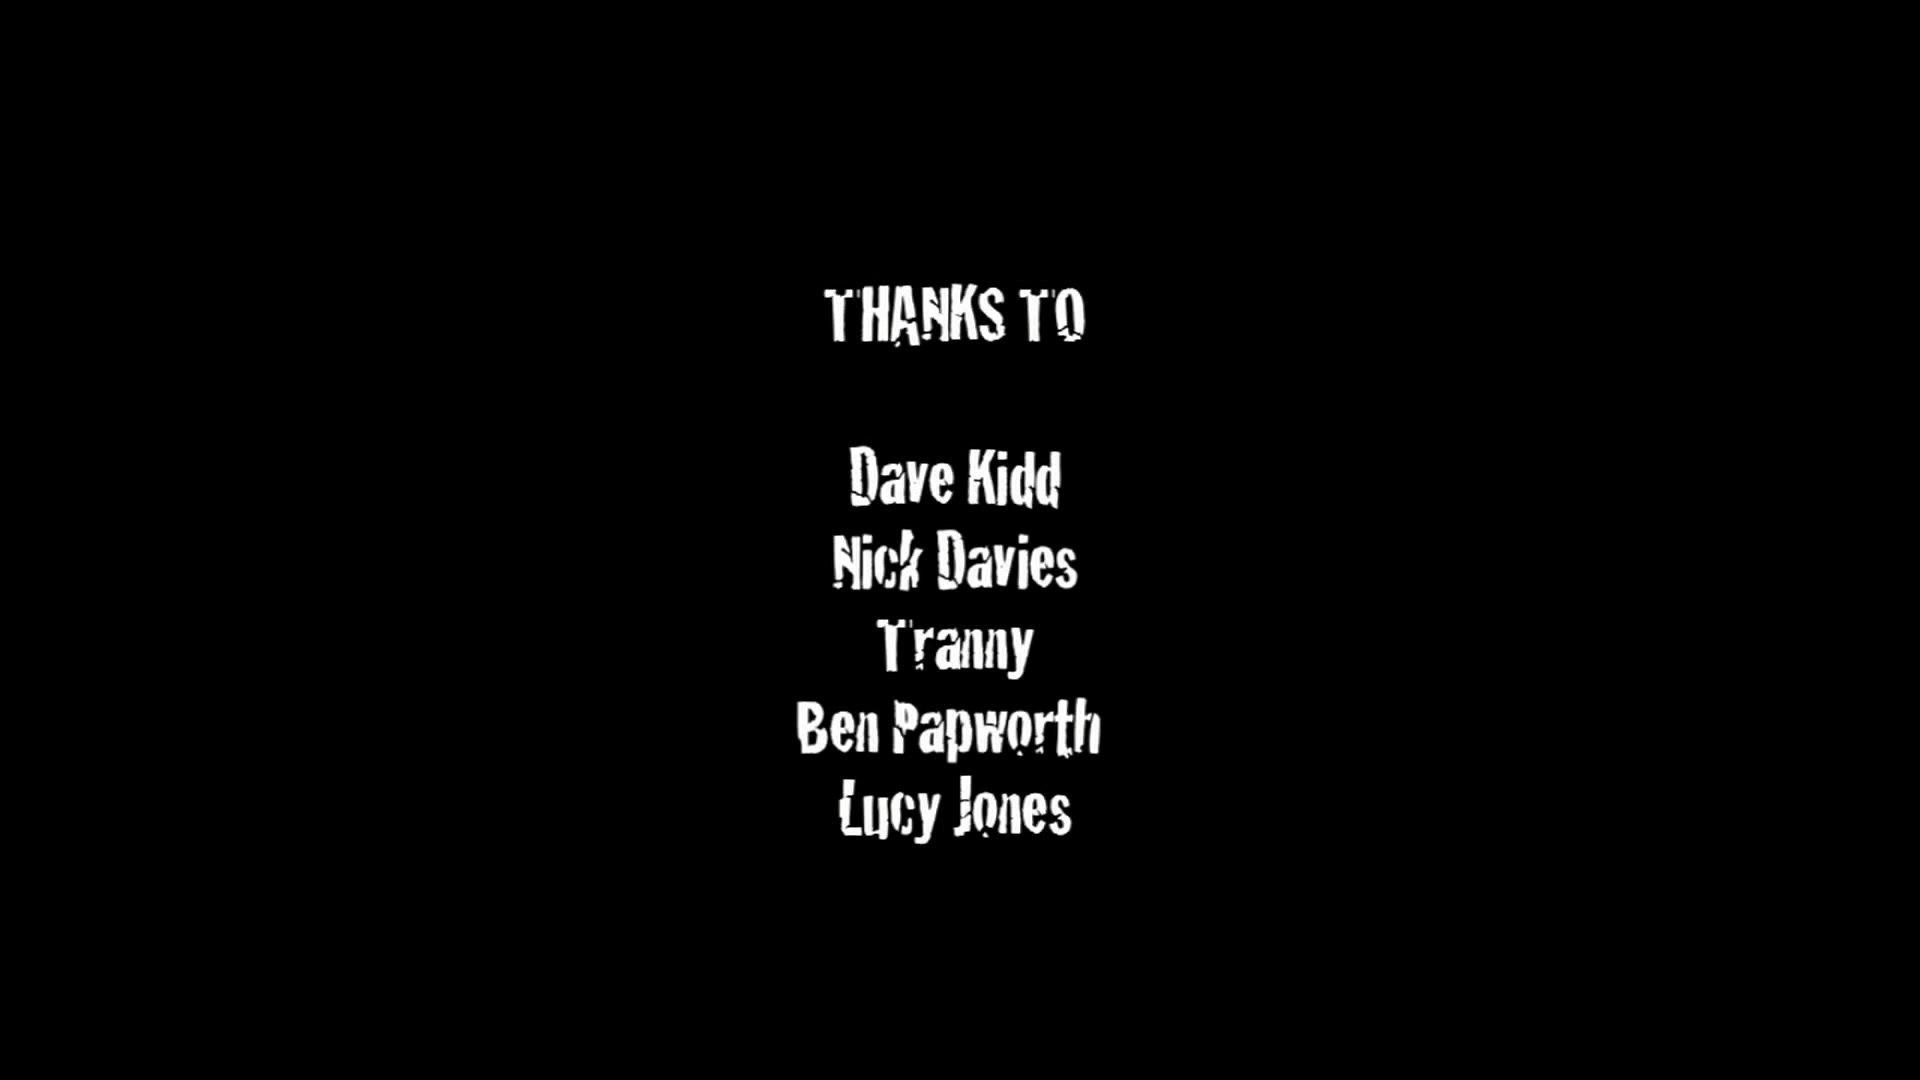 THANKS TO
Dave Kidd
Nick Davies
Tranny
Ben Papworth
Lucy Jones